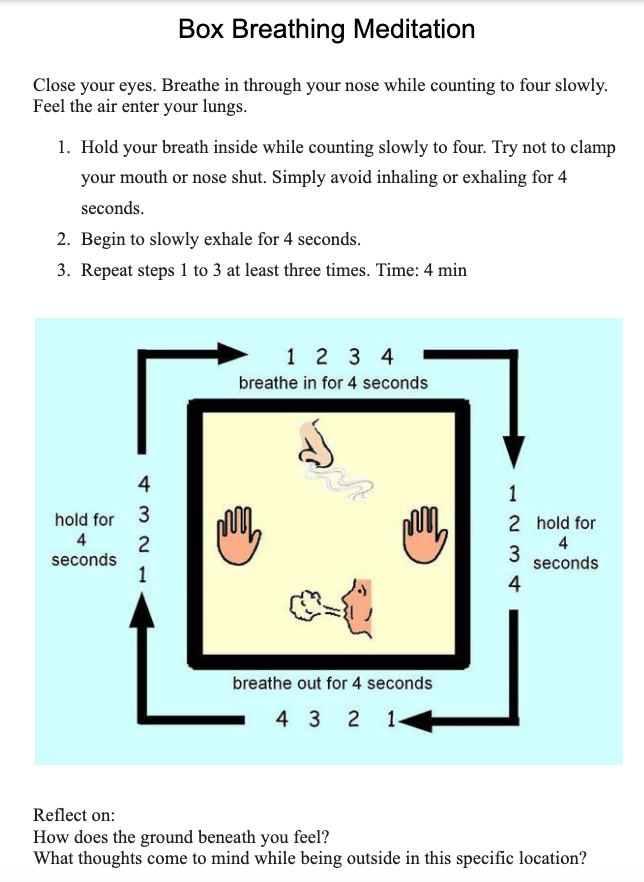 Box Breathing Meditation
Close your eyes. Breathe in through your nose while counting to four slowly.
Feel the air enter your lungs.
1. Hold your breath inside while counting slowly to four. Try not to clamp
your mouth or nose shut. Simply avoid inhaling or exhaling for 4
seconds.
2. Begin to slowly exhale for 4 seconds.
3. Repeat steps 1 to 3 at least three times. Time: 4 min
1 2 3 4
breathe in for 4 seconds
4
3
2
1
hold for
4
seconds
1
2
3
4
hold for
4
seconds
breathe out for 4 seconds
4 3 2 1
Reflect on:
How does the ground beneath you feel?
What thoughts come to mind while being outside in this specific location?